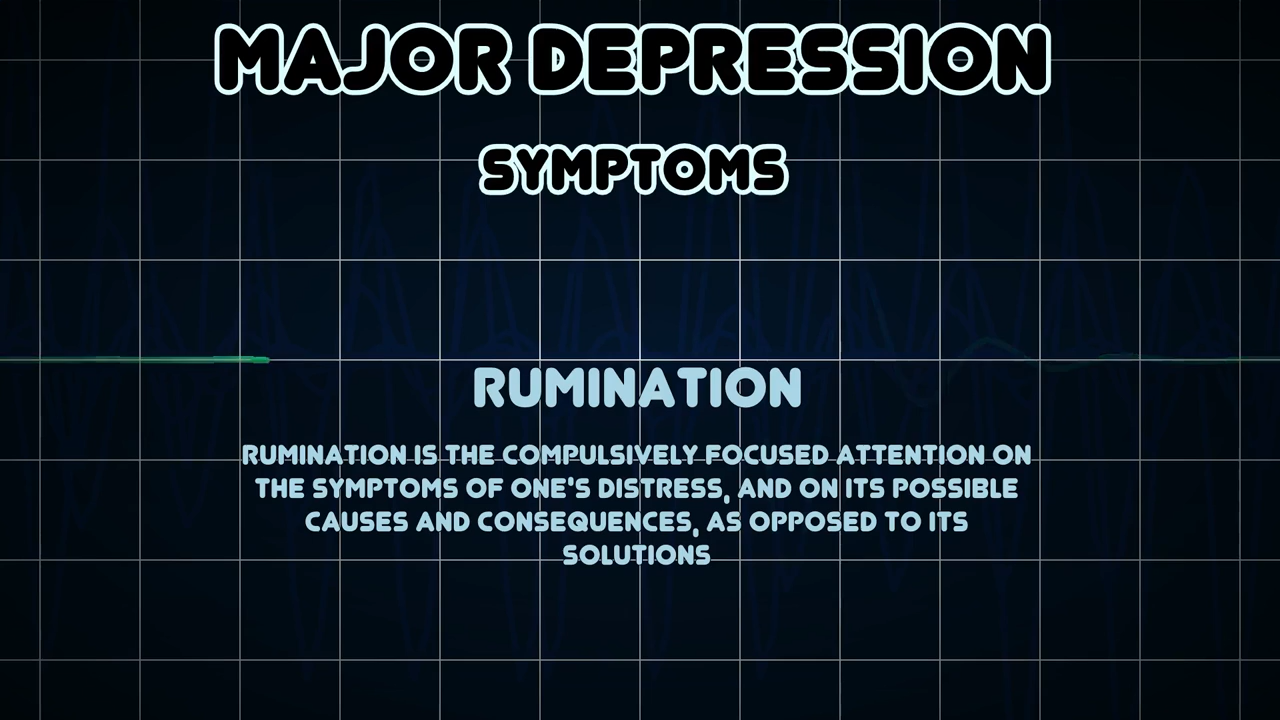 MAJOR DEPRESSION
SYMPTOMS
RUMINATION
RUMINATION IS THE COMPULSIVELY FOCUSED ATTENTION ON
THE SYMPTOMS OF ONE'S DISTRESS, AND ON ITS POSSIBLE
CAUSES AND CONSEQUENCES, AS OPPOSED TO ITS
SOLUTIONS